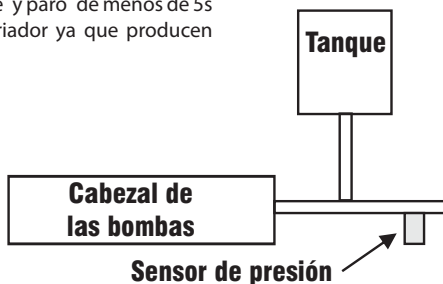 y paro de menos de 5s
riador ya que producen
Tanque
Cabezal de
las bombas
Sensor de presión